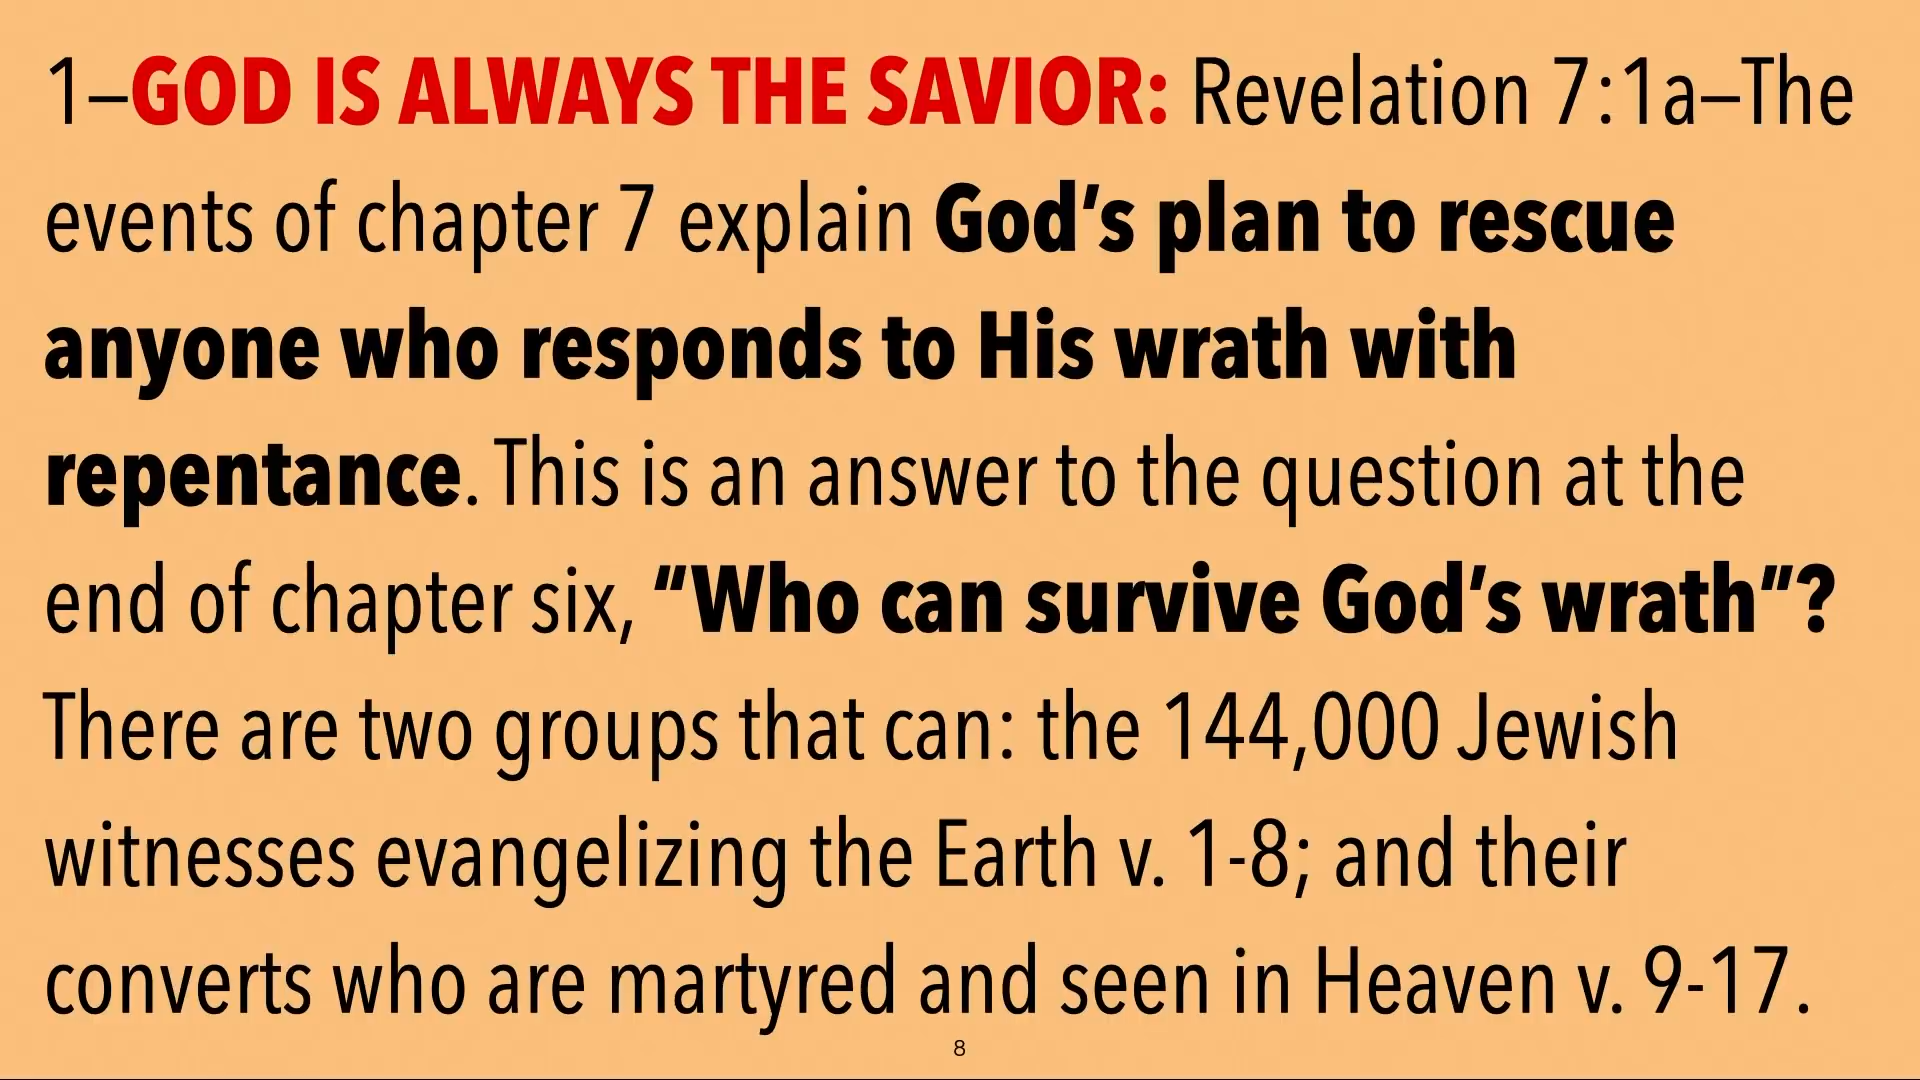 1–GOD IS ALWAYS THE SAVIOR: Revelation 7:1a–The
events of chapter 7 explain God’s plan to rescue
anyone who responds to His wrath with
repentance. This is an answer to the question at the
end of chapter six, “Who can survive God’s wrath”?
There are two groups that can: the 144,000 Jewish
witnesses evangelizing the Earth v. 1-8; and their
converts who are martyred and seen in Heaven v. 9-17.
8